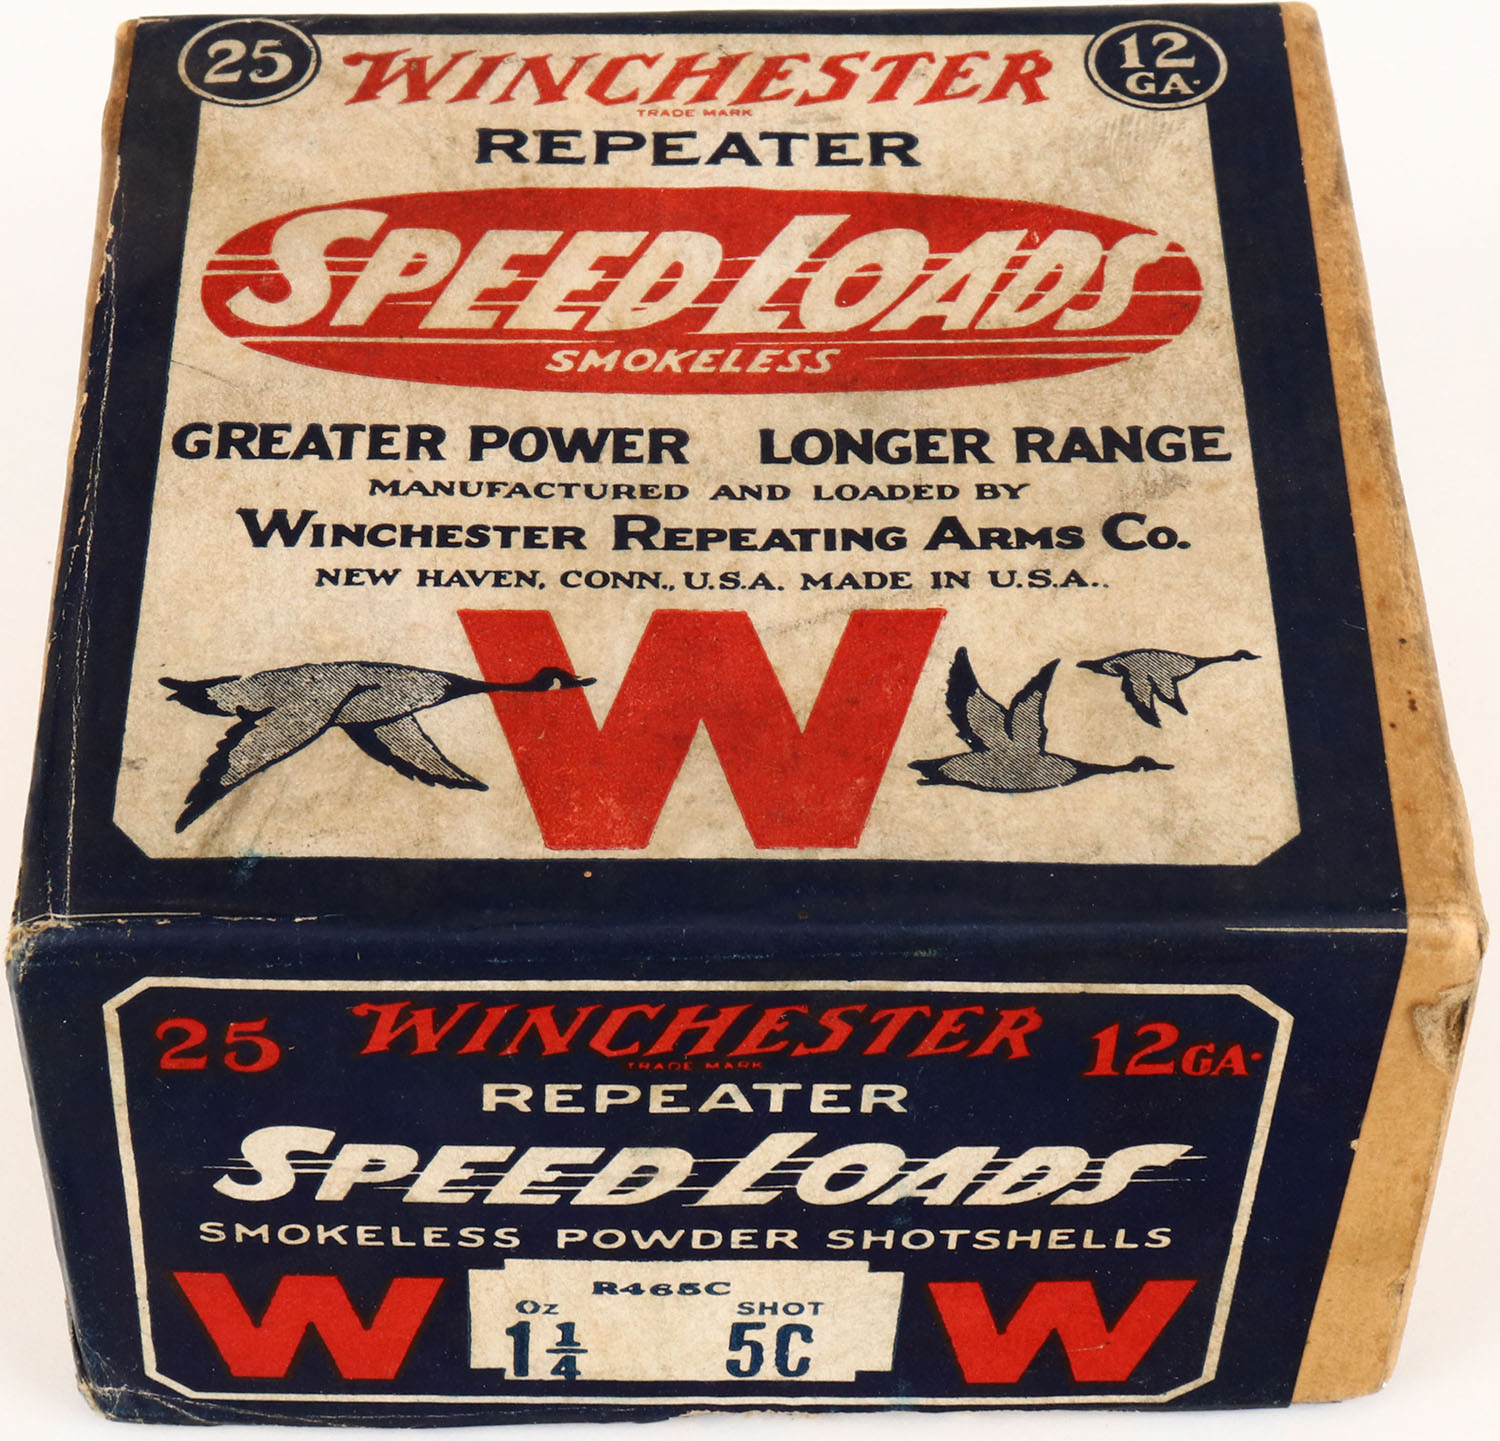 25 WINCHESTER 12 GA.
TRADE MARK
REPEATER
SPEED LOADS
SMOKELESS
GREATER POWER LONGER RANGE
MANUFACTURED AND LOADED BY
WINCHESTER REPEATING ARMS CO.
NEW HAVEN, CONN., U.S.A. MADE IN U.S.A..
W
25 WINCHESTER 12 GA.
TRADE MARK
REPEATER
SPEED LOADS
SMOKELESS POWDER SHOTSHELLS
W R465C W
Oz SHOT
1 1/4 5C